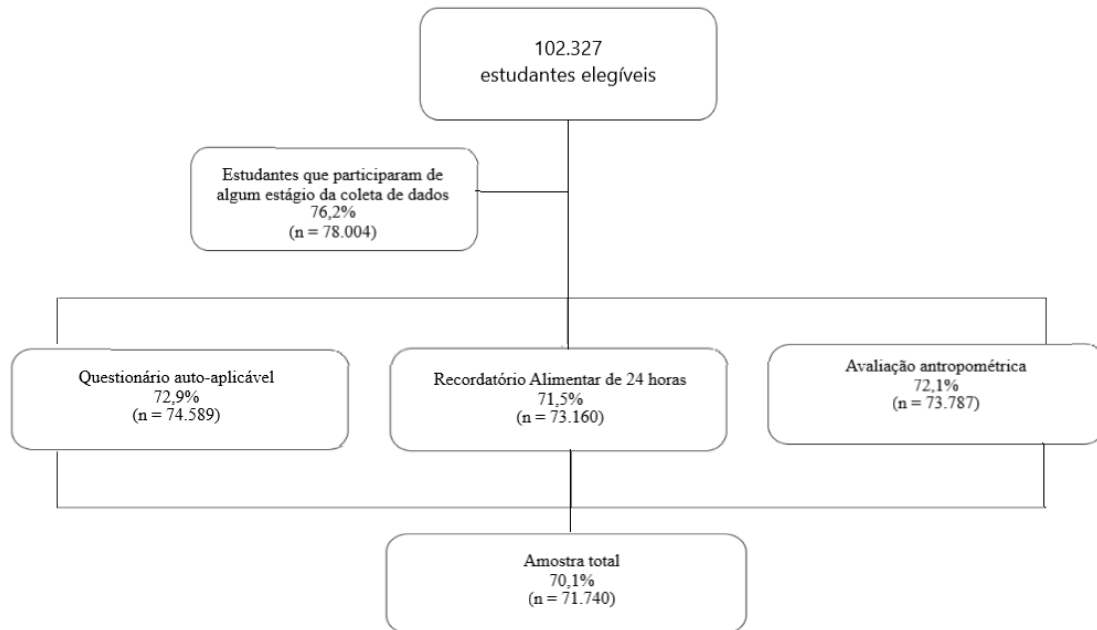 102.327
estudantes elegíveis
Estudantes que participaram de
algum estágio da coleta de dados
76,2%
(n = 78.004)
Questionário auto-aplicável
72,9%
(n = 74.589)
Recordatório Alimentar de 24 horas
71,5%
(n = 73.160)
Avaliação antropométrica
72,1%
(n = 73.787)
Amostra total
70,1%
(n = 71.740)